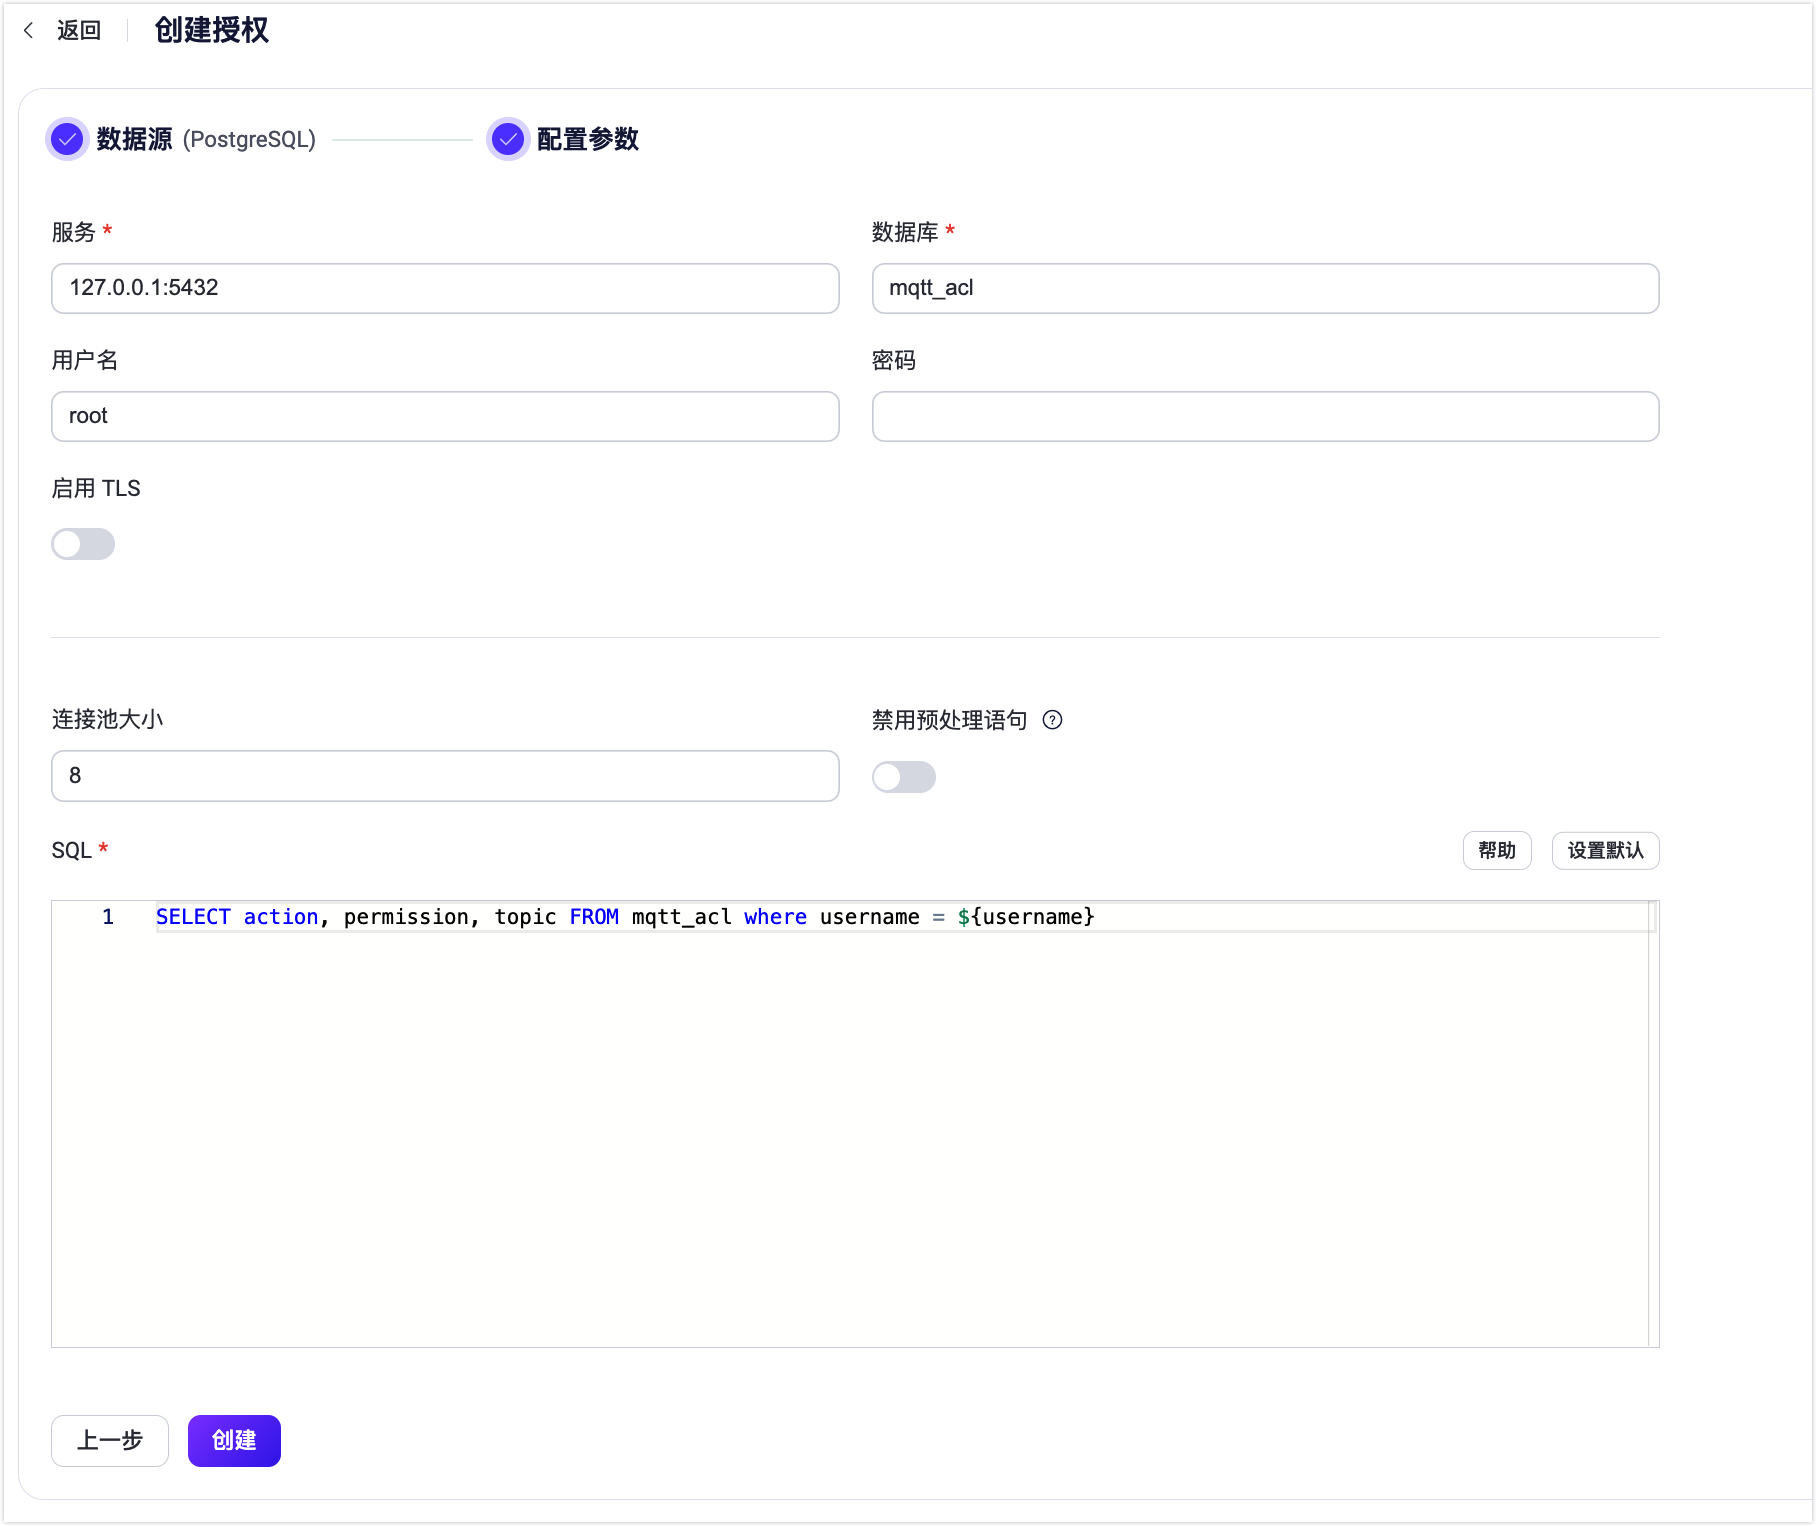 返回 创建授权
数据源 (PostgreSQL) 配置参数
服务 * 数据库 *
127.0.0.1:5432 mqtt_acl
用户名 密码
root
启用 TLS
连接池大小 禁用预处理语句 ?
8
SQL * 帮助 设置默认
1 SELECT action, permission, topic FROM mqtt_acl where username = ${username}
上一步 创建